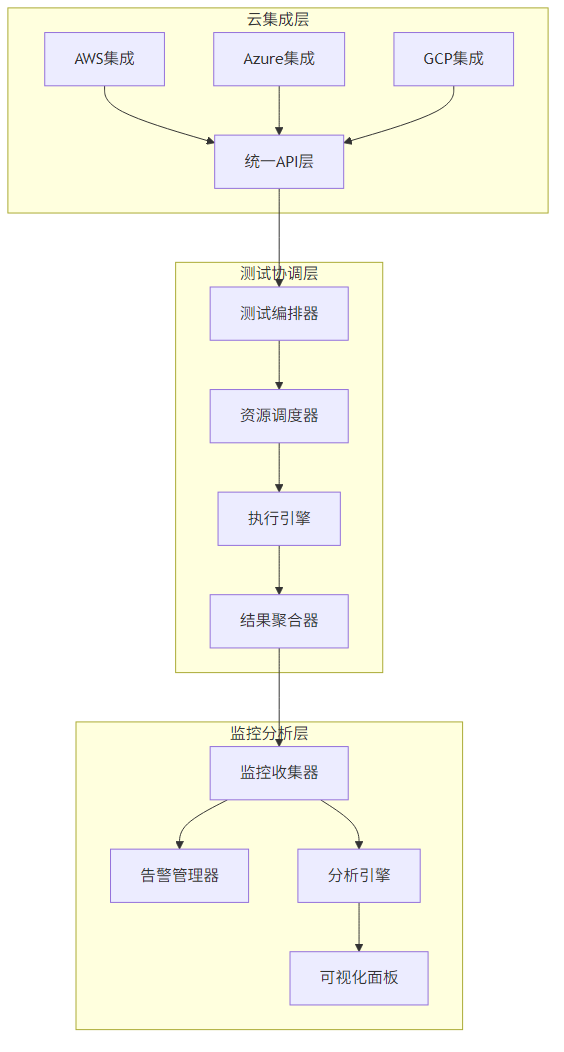 云集成层
AWS集成
Azure集成
GCP集成
统一API层
测试协调层
测试编排器
资源调度器
执行引擎
结果聚合器
监控分析层
监控收集器
告警管理器
分析引擎
可视化面板